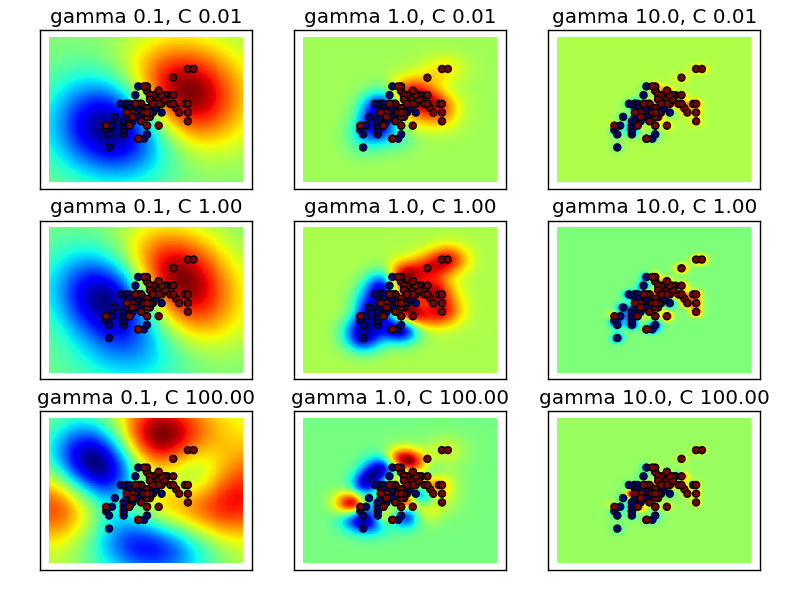 gamma 0.1, C 0.01
gamma 1.0, C 0.01
gamma 10.0, C 0.01
gamma 0.1, C 1.00
gamma 1.0, C 1.00
gamma 10.0, C 1.00
gamma 0.1, C 100.00
gamma 1.0, C 100.00
gamma 10.0, C 100.00